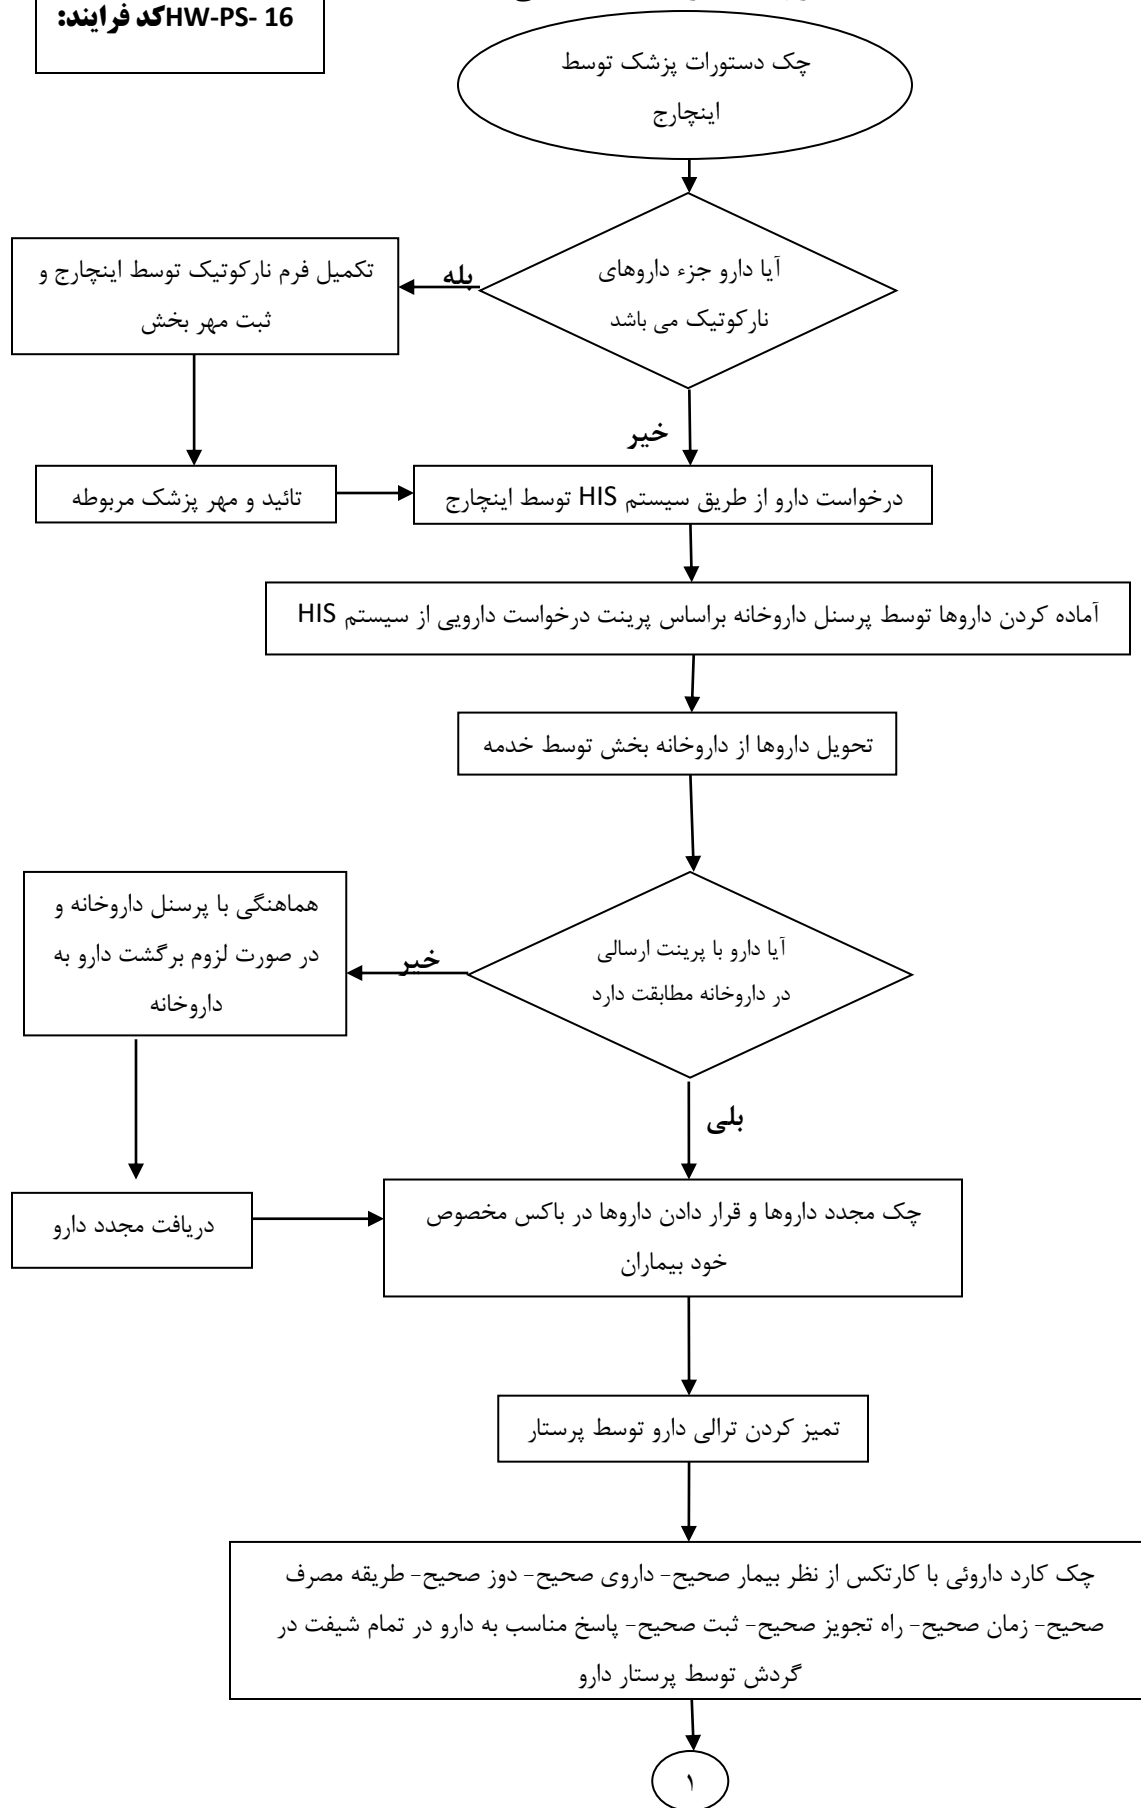 کد فرایند: HW-PS- 16
چک دستورات پزشک توسط
اینچارج
آیا دارو جزء داروهای
نارکوتیک می باشد
بله
تکمیل فرم نارکوتیک توسط اینچارج و
ثبت مهر بخش
خیر
تائید و مهر پزشک مربوطه
درخواست دارو از طریق سیستم HIS توسط اینچارج
آماده کردن داروها توسط پرسنل داروخانه براساس پرینت درخواست دارویی از سیستم HIS
تحویل داروها از داروخانه بخش توسط خدمه
آیا دارو با پرینت ارسالی
در داروخانه مطابقت دارد
خیر
هماهنگی با پرسنل داروخانه و
در صورت لزوم برگشت دارو به
داروخانه
بلی
دریافت مجدد دارو
چک مجدد داروها و قرار دادن داروها در باکس مخصوص
خود بیماران
تمیز کردن ترالی دارو توسط پرستار
چک کارد داروئی با کارتکس از نظر بیمار صحیح- داروی صحیح- دوز صحیح- طریقه مصرف
صحیح- زمان صحیح- راه تجویز صحیح- ثبت صحیح- پاسخ مناسب به دارو در تمام شیفت در
گردش توسط پرستار دارو
۱